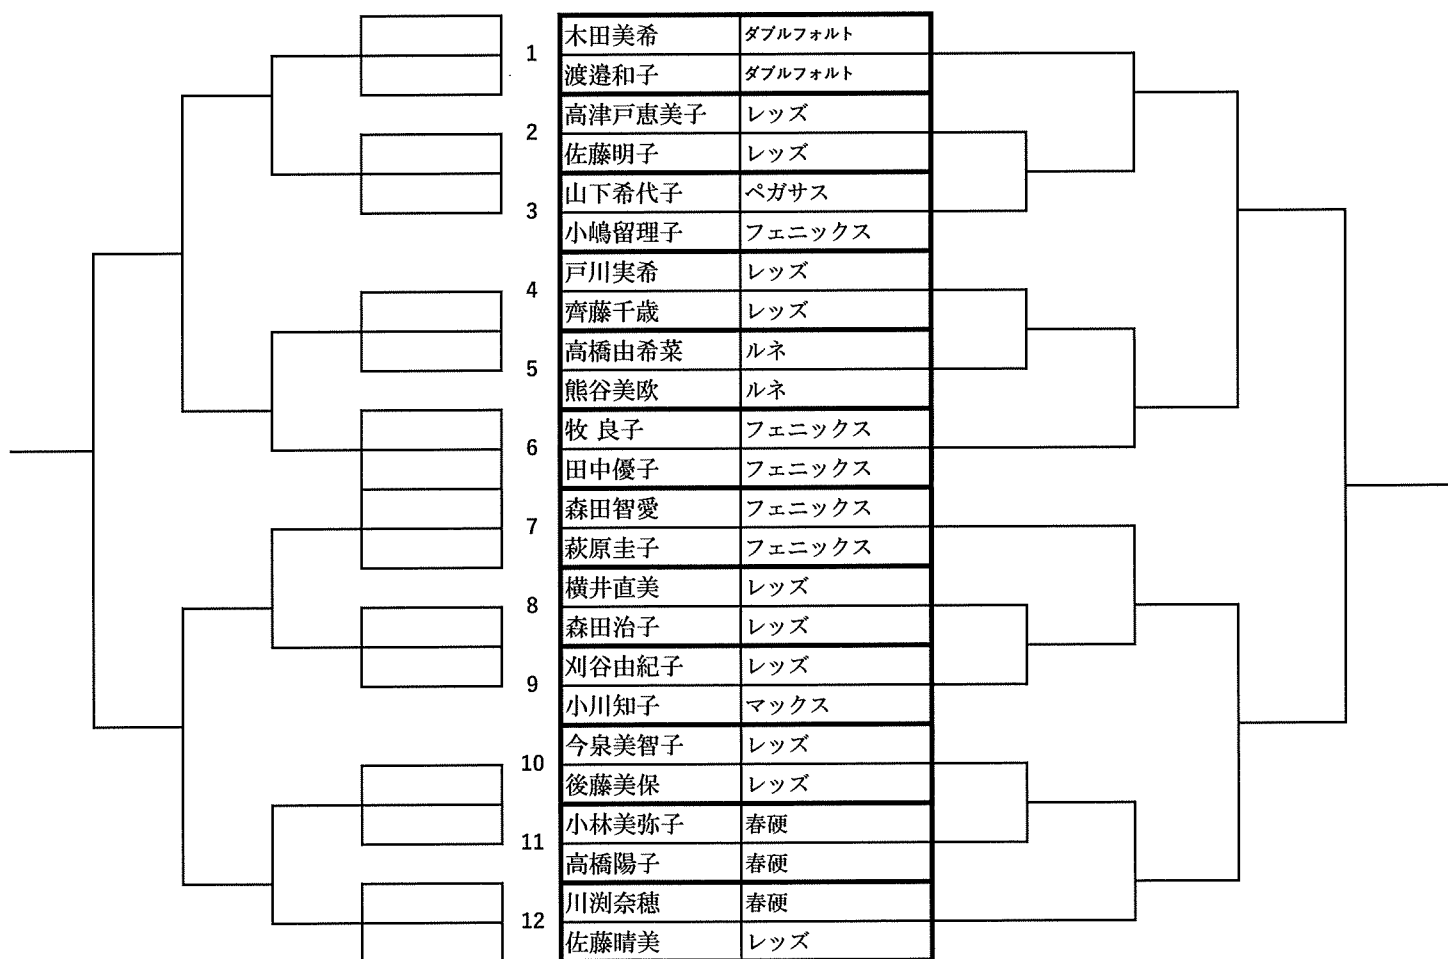 1
木田美希 ダブルフォルト
渡邉和子 ダブルフォルト
2
高津戸恵美子 レッズ
佐藤明子 レッズ
3
山下希代子 ペガサス
小嶋留理子 フェニックス
4
戸川実希 レッズ
齊藤千歳 レッズ
5
高橋由希菜 ルネ
熊谷美欧 ルネ
6
牧 良子 フェニックス
田中優子 フェニックス
7
森田智愛 フェニックス
萩原圭子 フェニックス
8
横井直美 レッズ
森田治子 レッズ
9
刈谷由紀子 レッズ
小川知子 マックス
10
今泉美智子 レッズ
後藤美保 レッズ
11
小林美弥子 春硬
高橋陽子 春硬
12
川渕奈穂 春硬
佐藤晴美 レッズ